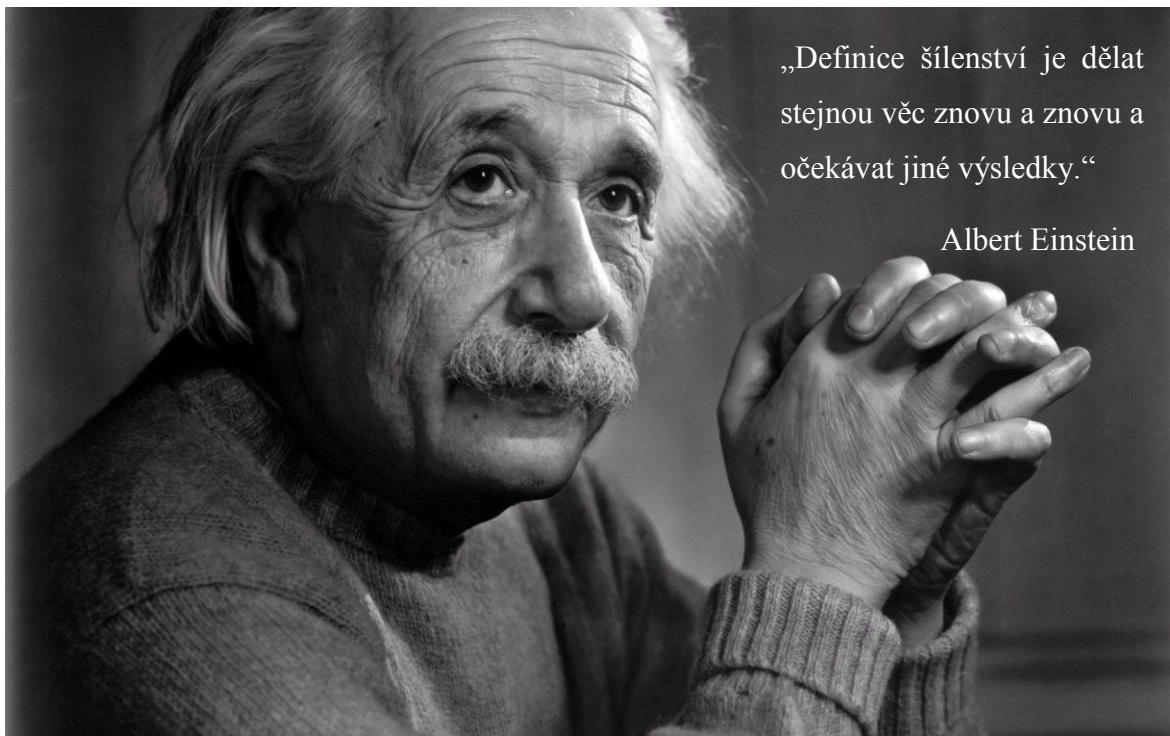 „Definice šílenství je dělat
stejnou věc znovu a znovu a
očekávat jiné výsledky.“
Albert Einstein